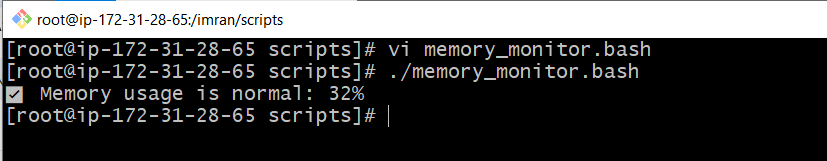 root@ip-172-31-28-65:/imran/scripts
[root@ip-172-31-28-65 scripts]# vi memory_monitor.bash
[root@ip-172-31-28-65 scripts]# ./memory_monitor.bash
☑ Memory usage is normal: 32%
[root@ip-172-31-28-65 scripts]#